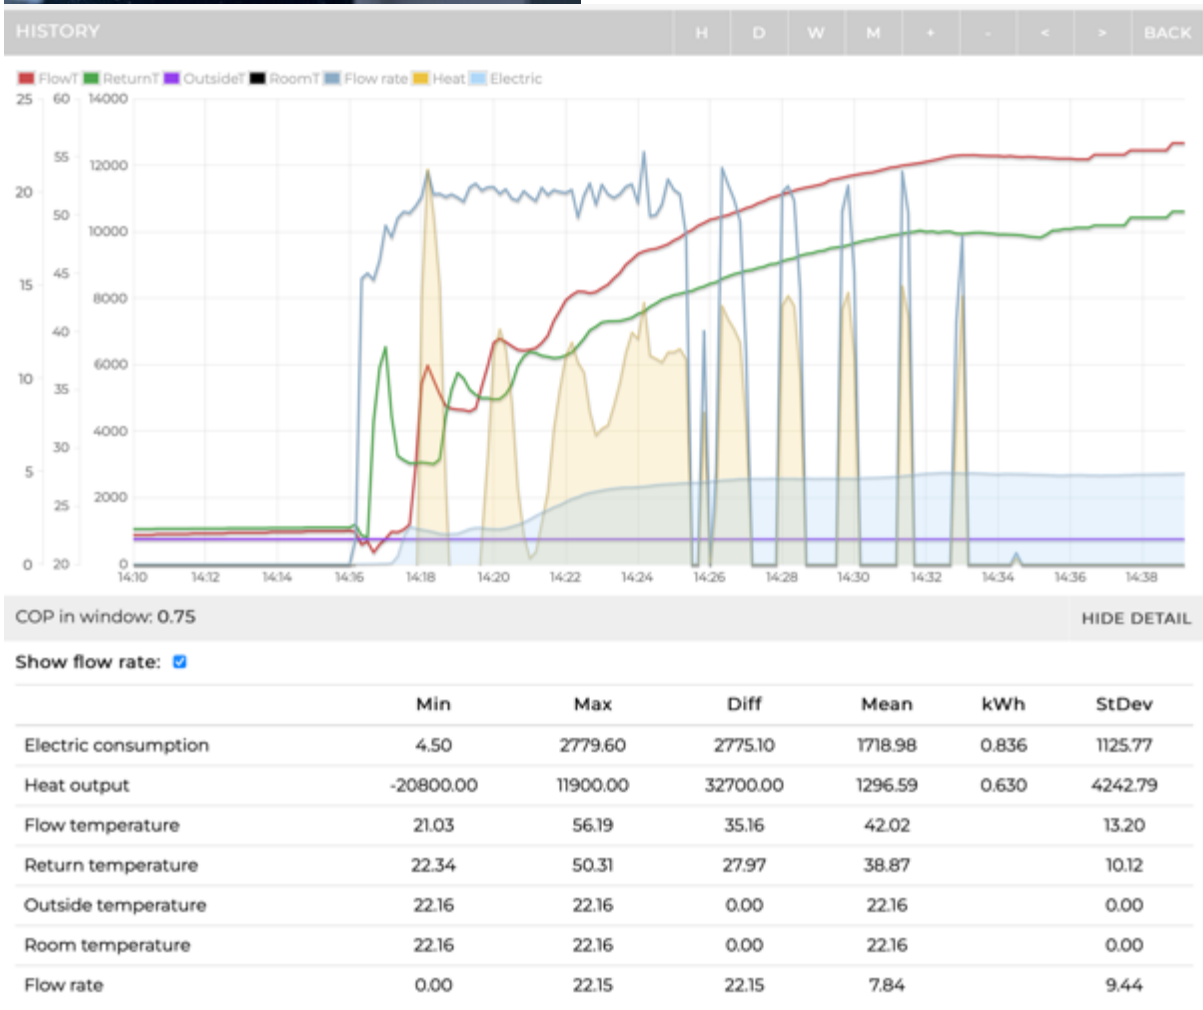 HISTORY H D W M + - < > BACK
FlowT ReturnT OutsideT RoomT Flow rate Heat Electric
25 60 14000
55 12000
20
50 10000
45
15 8000
40
6000
10 35
4000
30
5 2000
25
0 20 0
14:10 14:12 14:14 14:16 14:18 14:20 14:22 14:24 14:26 14:28 14:30 14:32 14:34 14:36 14:38
COP in window: 0.75 HIDE DETAIL
Show flow rate:
Min Max Diff Mean kWh StDev
Electric consumption 4.50 2779.60 2775.10 1718.98 0.836 1125.77
Heat output -20800.00 11900.00 32700.00 1296.59 0.630 4242.79
Flow temperature 21.03 56.19 35.16 42.02 13.20
Return temperature 22.34 50.31 27.97 38.87 10.12
Outside temperature 22.16 22.16 0.00 22.16 0.00
Room temperature 22.16 22.16 0.00 22.16 0.00
Flow rate 0.00 22.15 22.15 7.84 9.44